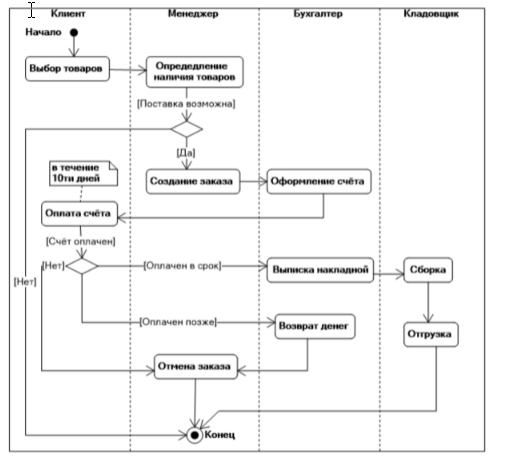 Клиент
Менеджер
Бухгалтер
Кладовщик
Начало
Выбор товаров
Опредедление
наличия товаров
[Поставка возможна]
[Да]
в течение
10ти дней
Создание заказа
Оформление счёта
Оплата счёта
[Счёт оплачен]
[Нет]
[Оплачен в срок]
Выписка накладной
Сборка
[Нет]
[Оплачен позже]
Возврат денег
Отгрузка
Отмена заказа
Конец